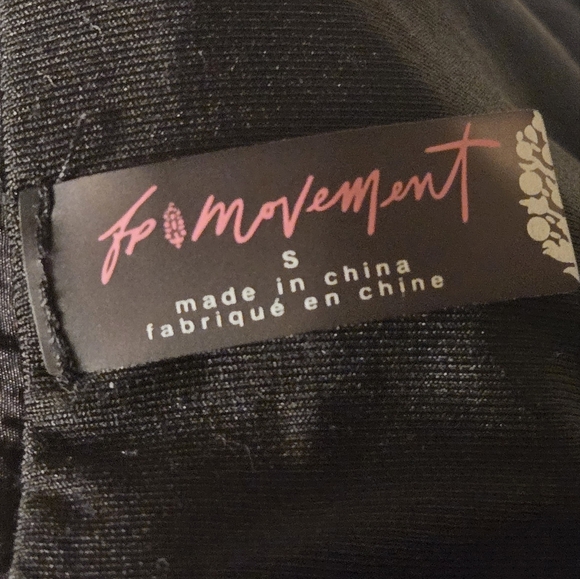 fp movement
S
made in china
fabriqué en chine